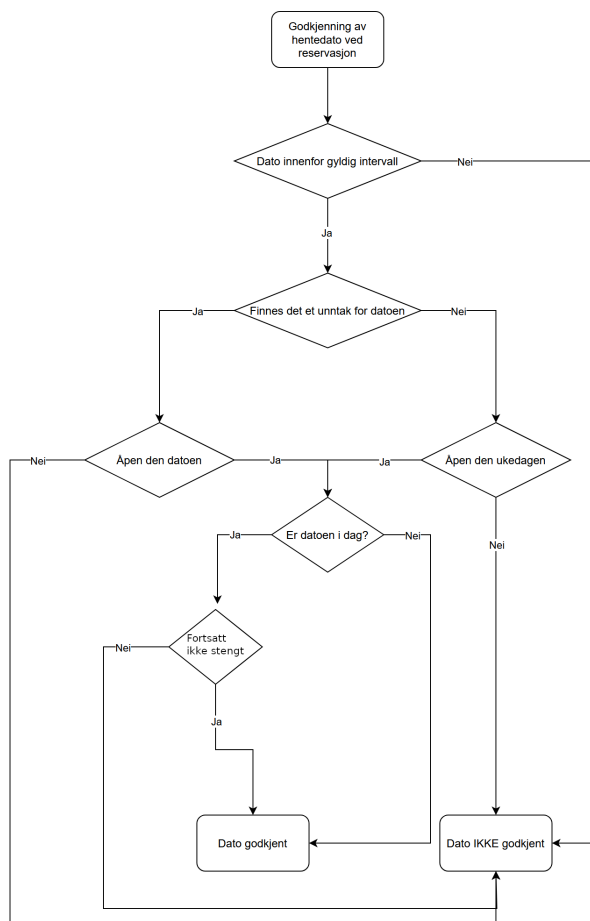 Godkjenning av
hentedato ved
reservasjon
Dato innenfor gyldig intervall
Nei
Ja
Finnes det et unntak for datoen
Ja
Nei
Nei
Åpen den datoen
Ja
Ja
Åpen den ukedagen
Ja
Er datoen i dag?
Nei
Nei
Nei
Fortsatt
ikke stengt
Ja
Dato godkjent
Dato IKKE godkjent